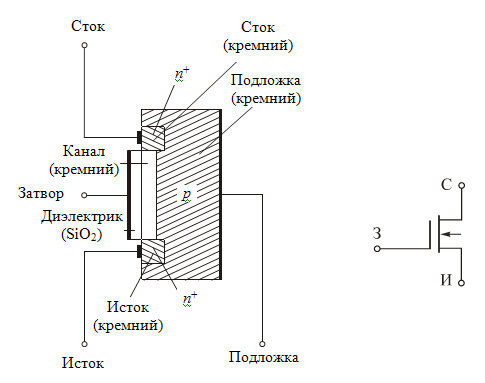 Сток
Сток
(кремний)
n+
Подложка
(кремний)
Канал
(кремний)
Затвор
p
Диэлектрик
(SiO2)
n+
Исток
(кремний)
Исток
Подложка
С
З
И